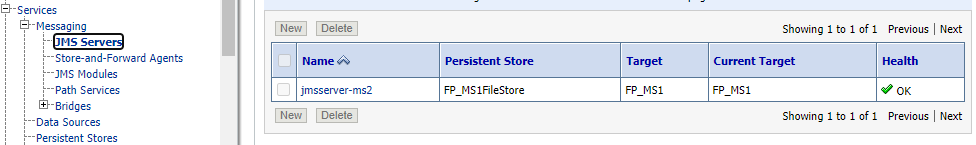 Services
Messaging
JMS Servers
Store-and-Forward Agents
JMS Modules
Path Services
Bridges
Data Sources
Persistent Stores
New Delete Showing 1 to 1 of 1 Previous | Next
Name Persistent Store Target Current Target Health
jmsserver-ms2 FP_MS1FileStore FP_MS1 FP_MS1 OK
New Delete Showing 1 to 1 of 1 Previous | Next